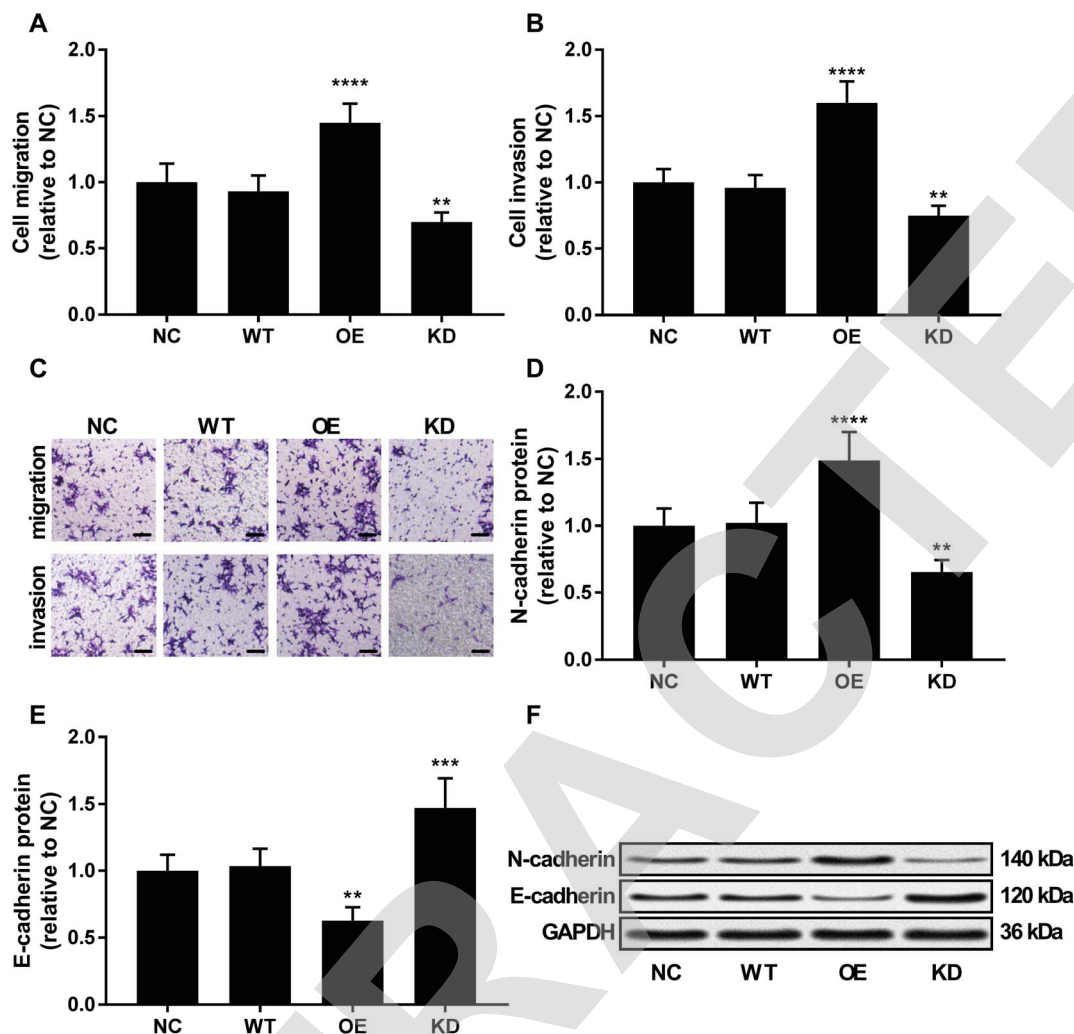 A
Cell migration
(relative to NC)
2.0
1.5
1.0
0.5
0.0
****
**
NC WT OE KD
B
Cell invasion
(relative to NC)
2.0
1.5
1.0
0.5
0.0
****
**
NC WT OE KD
C
NC WT OE KD
migration
invasion
D
N-cadherin protein
(relative to NC)
2.0
1.5
1.0
0.5
0.0
****
**
NC WT OE KD
E
E-cadherin protein
(relative to NC)
2.0
1.5
1.0
0.5
0.0
**
***
NC WT OE KD
F
N-cadherin 140 kDa
E-cadherin 120 kDa
GAPDH 36 kDa
NC WT OE KD
RACTE